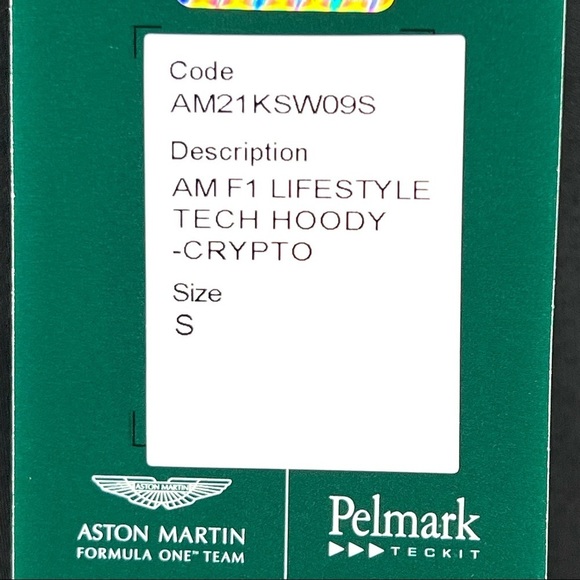 Code
AM21KSW09S
Description
AM F1 LIFESTYLE
TECH HOODY
-CRYPTO
Size
S
ASTON MARTIN
ASTON MARTIN
FORMULA ONE™ TEAM
Pelmark
TECKIT